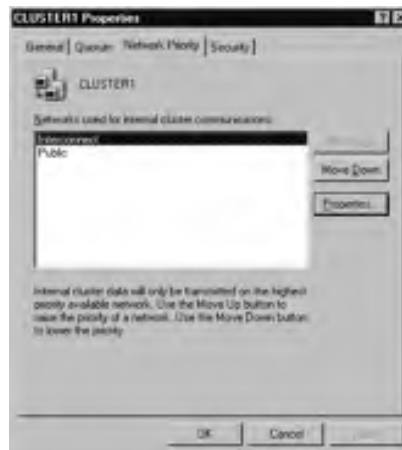 CLUSTER1 Properties
General Quorum Network Priority Security
CLUSTER1
Networks used for internal cluster communications:
Interconnect
Public
Move Down
Properties...
Internal cluster data will only be transmitted on the highest
priority available network. Use the Move Up button to
raise the priority of a network. Use the Move Down button
to lower the priority.
OK Cancel